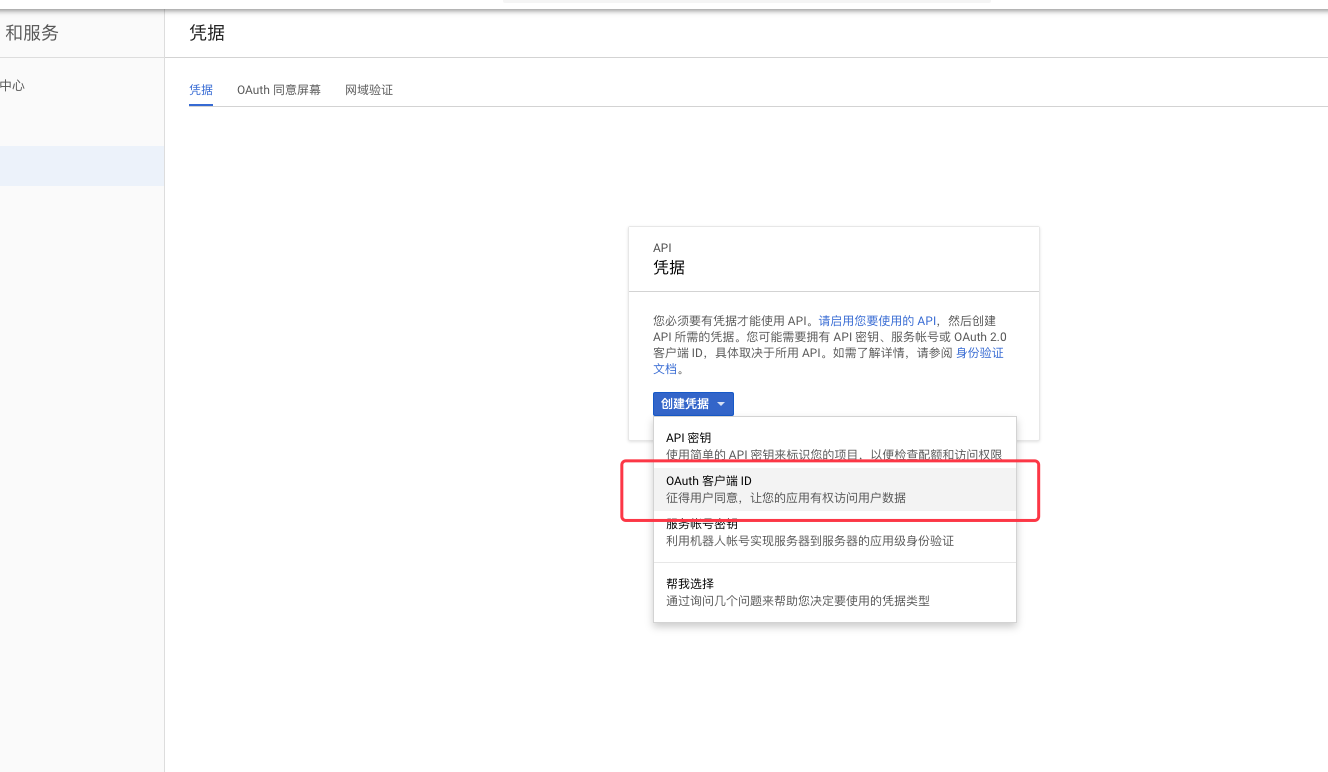 和服务
凭据
中心
凭据
OAuth 同意屏幕
网域验证
API
凭据
您必须要有凭据才能使用 API。请启用您要使用的 API，然后创建
API 所需的凭据。您可能需要拥有 API 密钥、服务帐号或 OAuth 2.0
客户端 ID，具体取决于所用 API。如需了解详情，请参阅 身份验证
文档。
创建凭据
API 密钥
使用简单的 API 密钥来标识您的项目，以便检查配额和访问权限
OAuth 客户端 ID
征得用户同意，让您的应用有权访问用户数据
服务帐号密钥
利用机器人帐号实现服务器到服务器的应用级身份验证
帮我选择
通过询问几个问题来帮助您决定要使用的凭据类型